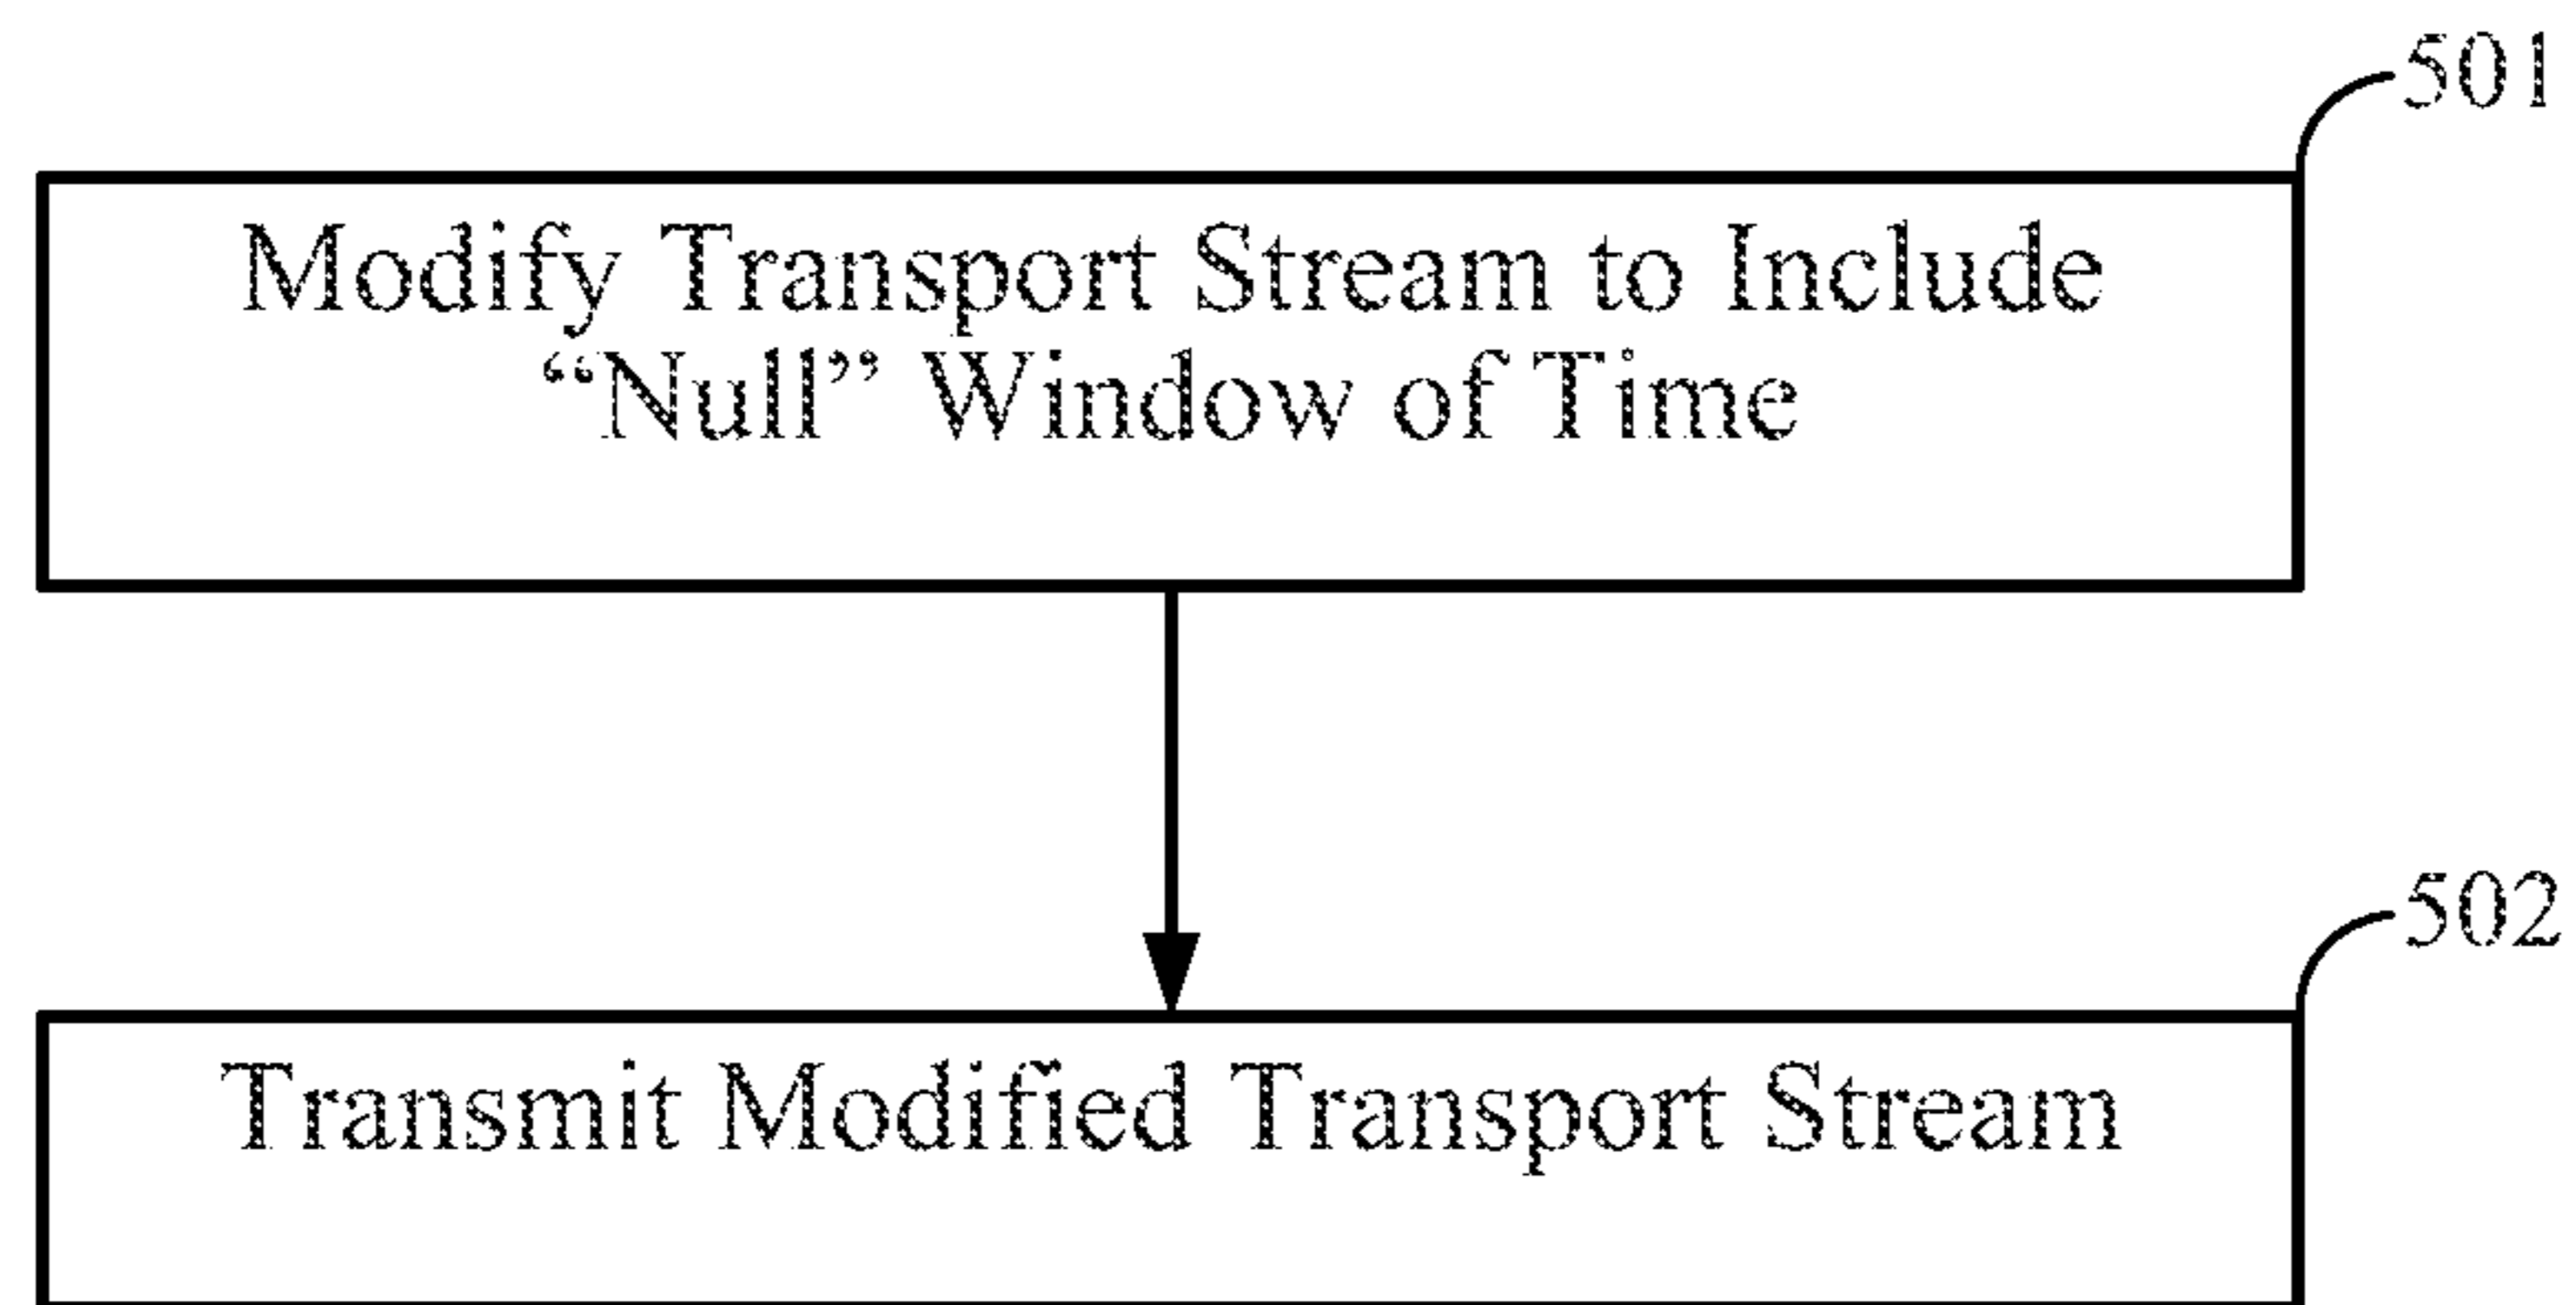 501
Modify Transport Stream to Include
“Null” Window of Time
502
Transmit Modified Transport Stream